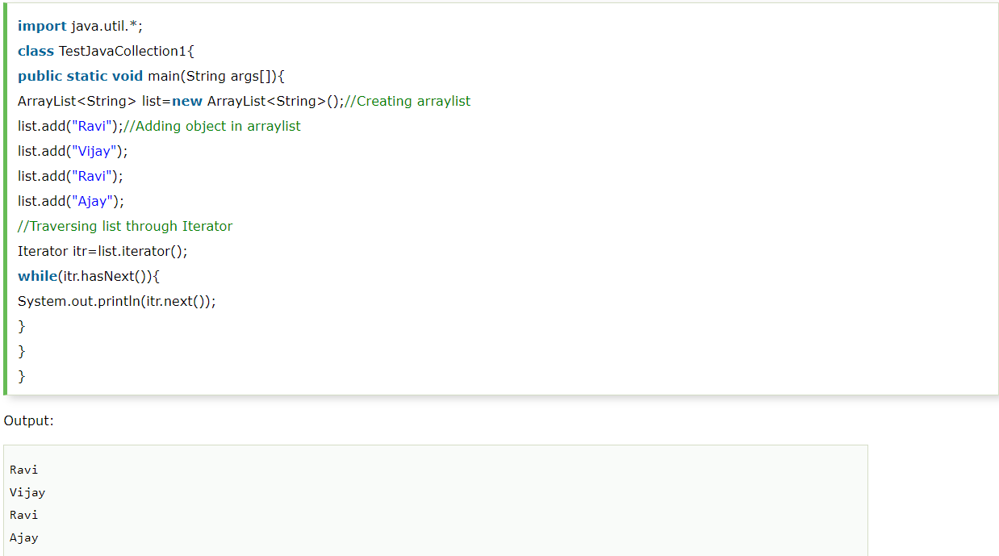 import java.util.*;
class TestJavaCollection1{
public static void main(String args[]){
ArrayList<String> list=new ArrayList<String>();//Creating arraylist
list.add("Ravi");//Adding object in arraylist
list.add("Vijay");
list.add("Ravi");
list.add("Ajay");
//Traversing list through Iterator
Iterator itr=list.iterator();
while(itr.hasNext()){
System.out.println(itr.next());
}
}
}
Output:
Ravi
Vijay
Ravi
Ajay